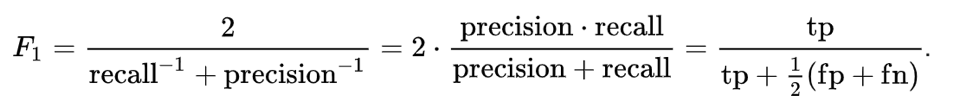 F₁ = 2 / (recall⁻¹ + precision⁻¹) = 2 · (precision · recall) / (precision + recall) = tp / (tp + ½(fp + fn)).